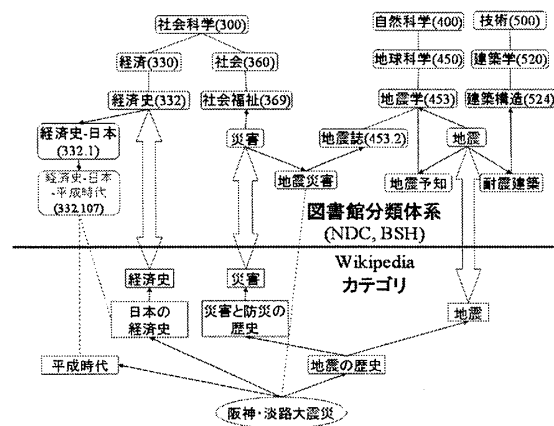 社会科学(300)
自然科学(400)
技術(500)
経済(330)
社会(360)
地球科学(450)
建築学(520)
経済史(332)
社会福祉(369)
地震学(453)
建築構造(524)
経済史-日本
(332.1)
災害
地震誌(453.2)
地震
経済史-日本
-平成時代
(332.107)
地震災害
地震予知
耐震建築
図書館分類体系
(NDC, BSH)
Wikipedia
カテゴリ
経済史
災害
日本の
経済史
災害と防災の
歴史
地震
平成時代
地震の歴史
阪神・淡路大震災